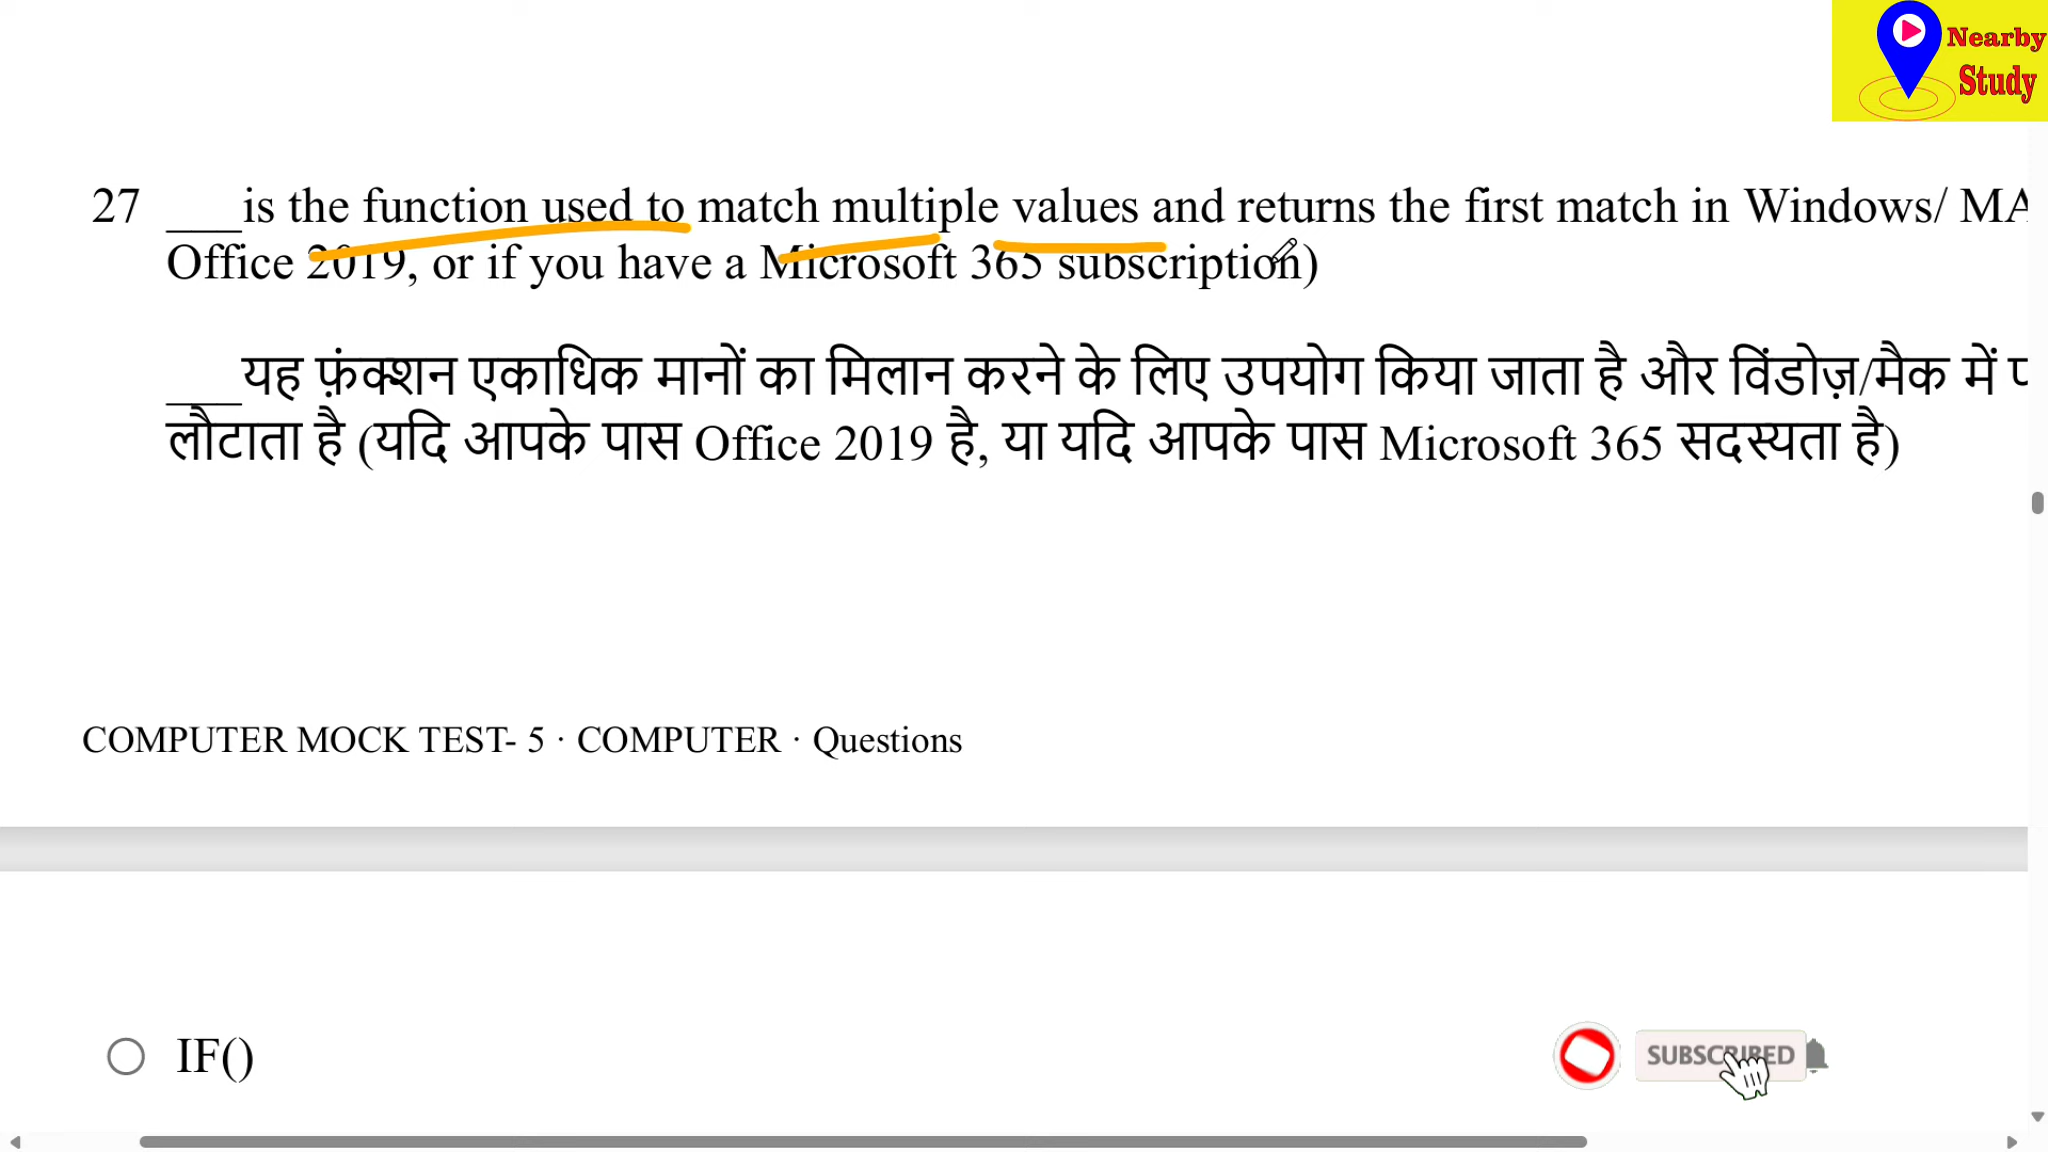 Nearby
Study
27 ___is the function used to match multiple values and returns the first match in Windows/ MA
Office 2019, or if you have a Microsoft 365 subscription)
___यह फ़ंक्शन एकाधिक मानों का मिलान करने के लिए उपयोग किया जाता है और विंडोज़/मैक में प
लौटाता है (यदि आपके पास Office 2019 है, या यदि आपके पास Microsoft 365 सदस्यता है)
COMPUTER MOCK TEST- 5 · COMPUTER · Questions
IF()
SUBSCRIBED